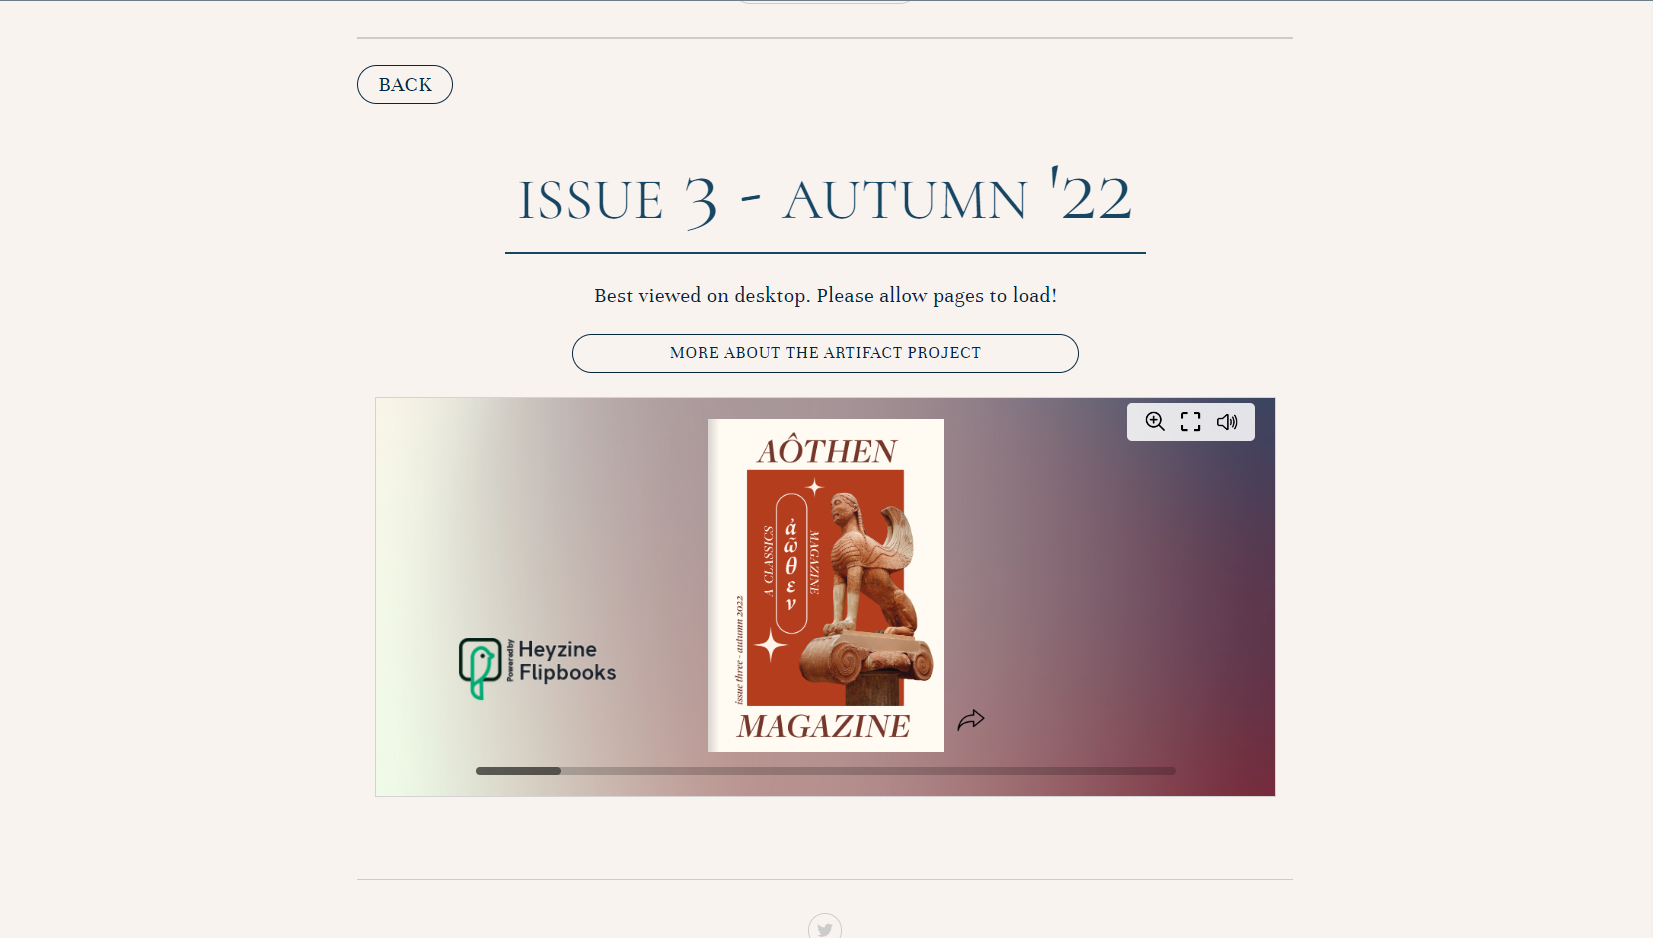 BACK
ISSUE 3 - AUTUMN '22
Best viewed on desktop. Please allow pages to load!
MORE ABOUT THE ARTIFACT PROJECT
AÔTHEN
A CLASSICS
ἀῶθεν
MAGAZINE
issue three - autumn 2022
MAGAZINE
Powered by
Heyzine
Flipbooks